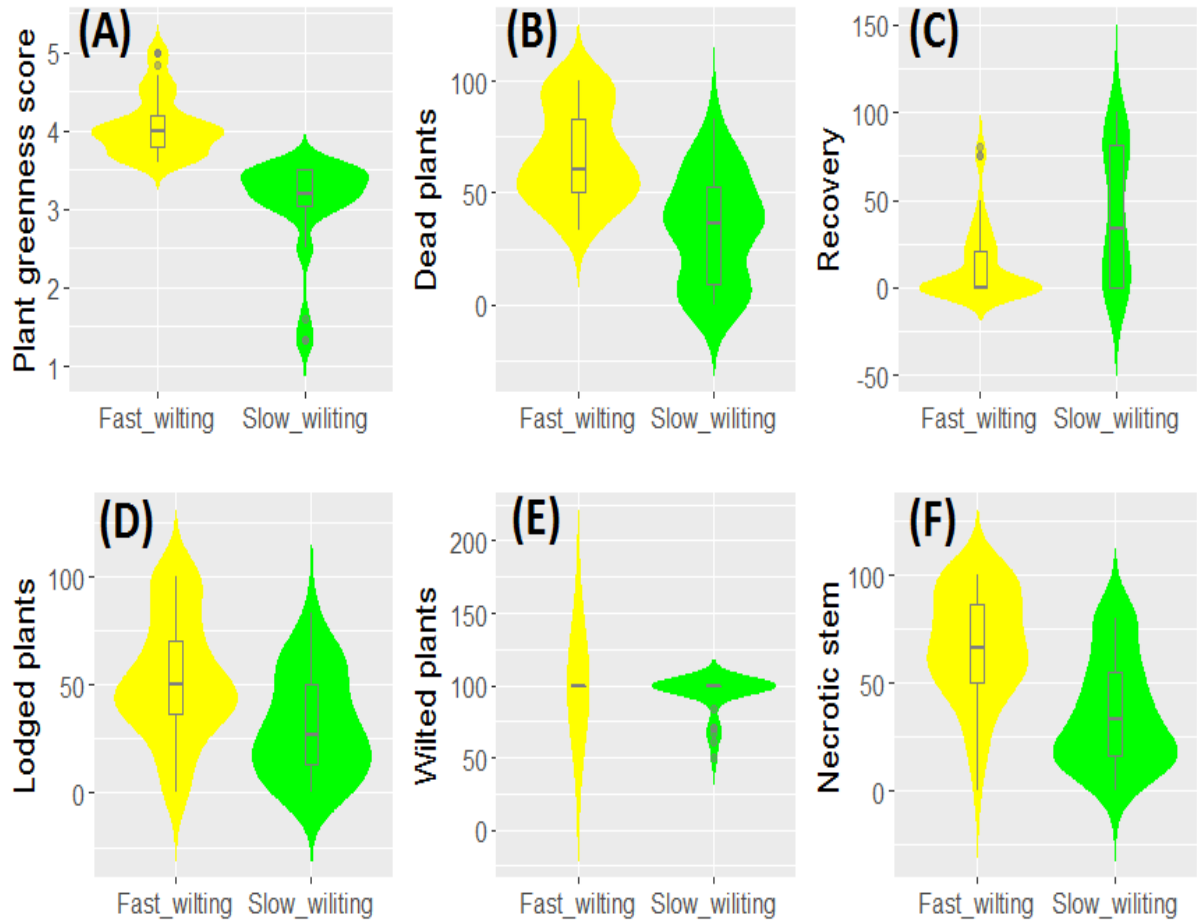 (A)
Plant greenness score
5
4
3
2
1
Fast_wilting Slow_wiliting
(B)
Dead plants
100
50
0
Fast_wilting Slow_wiliting
(C)
Recovery
150
100
50
0
-50
Fast_wilting Slow_wiliting
(D)
Lodged plants
100
50
0
Fast_wilting Slow_wiliting
(E)
Wilted plants
200
150
100
50
0
Fast_wilting Slow_wiliting
(F)
Necrotic stem
100
50
0
Fast_wilting Slow_wiliting